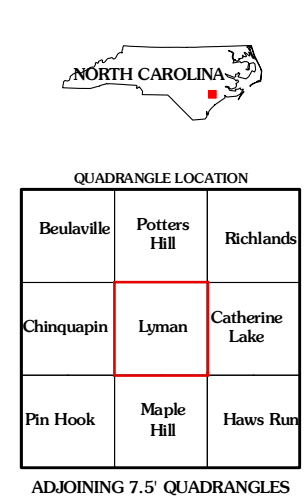 NORTH CAROLINA
QUADRANGLE LOCATION
Beulaville
Potters
Hill
Richlands
Chinquapin
Lyman
Catherine
Lake
Pin Hook
Maple
Hill
Haws Run
ADJOINING 7.5' QUADRANGLES